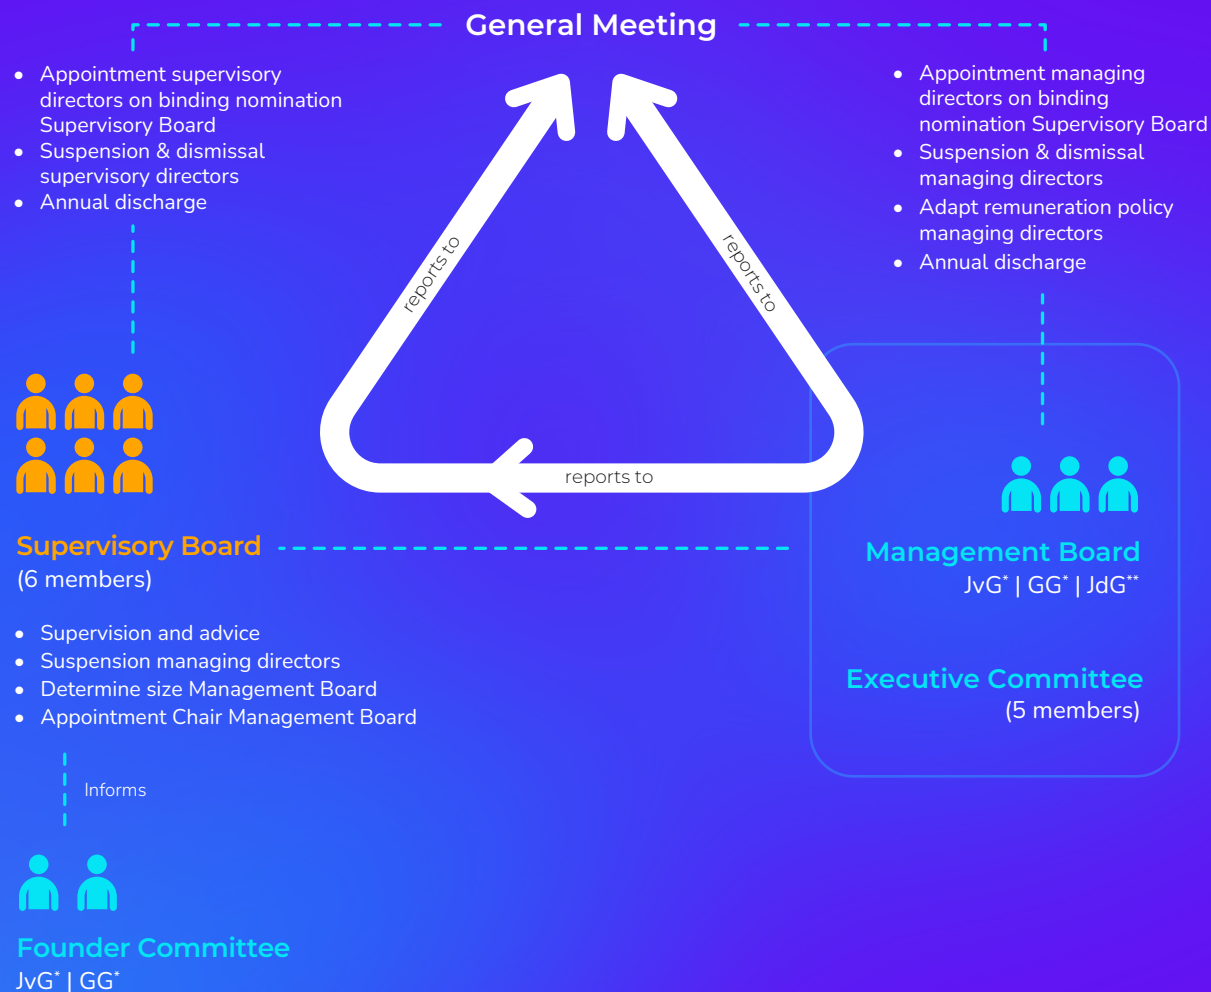 General Meeting
• Appointment supervisory
directors on binding nomination
Supervisory Board
• Suspension & dismissal
supervisory directors
• Annual discharge
• Appointment managing
directors on binding
nomination Supervisory Board
• Suspension & dismissal
managing directors
• Adapt remuneration policy
managing directors
• Annual discharge
reports to
reports to
reports to
Supervisory Board
(6 members)
• Supervision and advice
• Suspension managing directors
• Determine size Management Board
• Appointment Chair Management Board
Management Board
JvG* | GG* | JdG**
Executive Committee
(5 members)
Informs
Founder Committee
JvG* | GG*